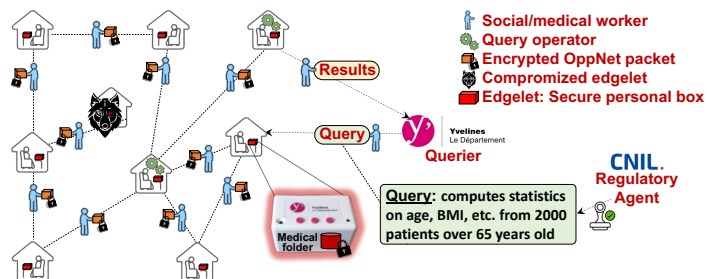 Social/medical worker
Query operator
Encrypted OppNet packet
Compromized edgelet
Edgelet: Secure personal box
Results
Query
y'
Yvelines
Le Département
Querier
CNIL.
Regulatory
Agent
Query: computes statistics
on age, BMI, etc. from 2000
patients over 65 years old
Medical
folder